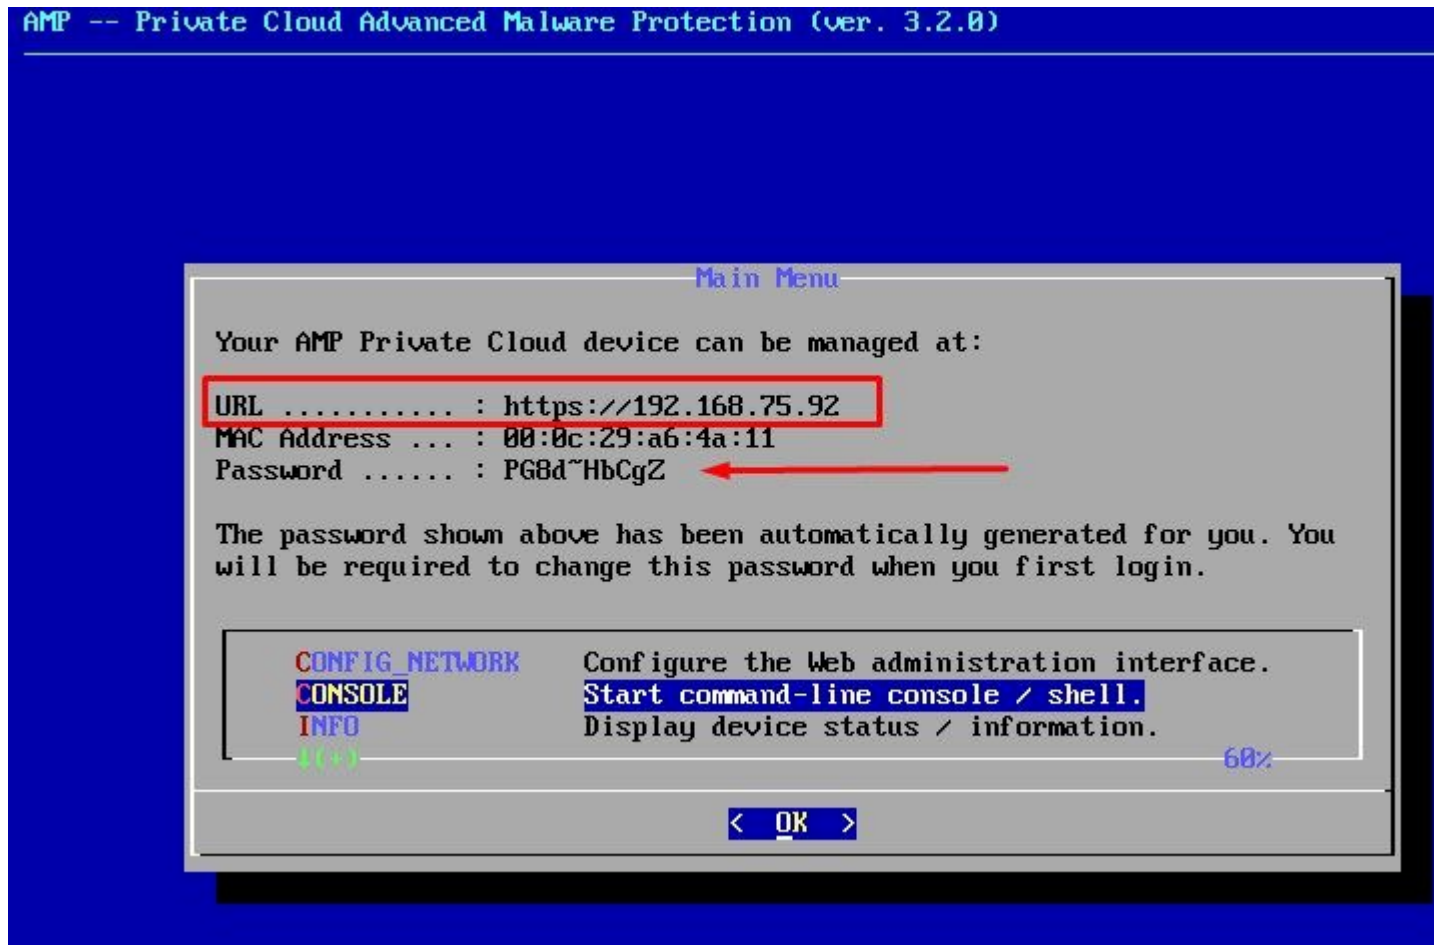 AMP -- Private Cloud Advanced Malware Protection (ver. 3.2.0)
Main Menu
Your AMP Private Cloud device can be managed at:
URL ........... : https://192.168.75.92
MAC Address ... : 00:0c:29:a6:4a:11
Password ...... : PG8d~HbCgZ
The password shown above has been automatically generated for you. You
will be required to change this password when you first login.
CONFIG_NETWORK Configure the Web administration interface.
CONSOLE Start command-line console / shell.
INFO Display device status / information.
↓(+) 60%
< OK >